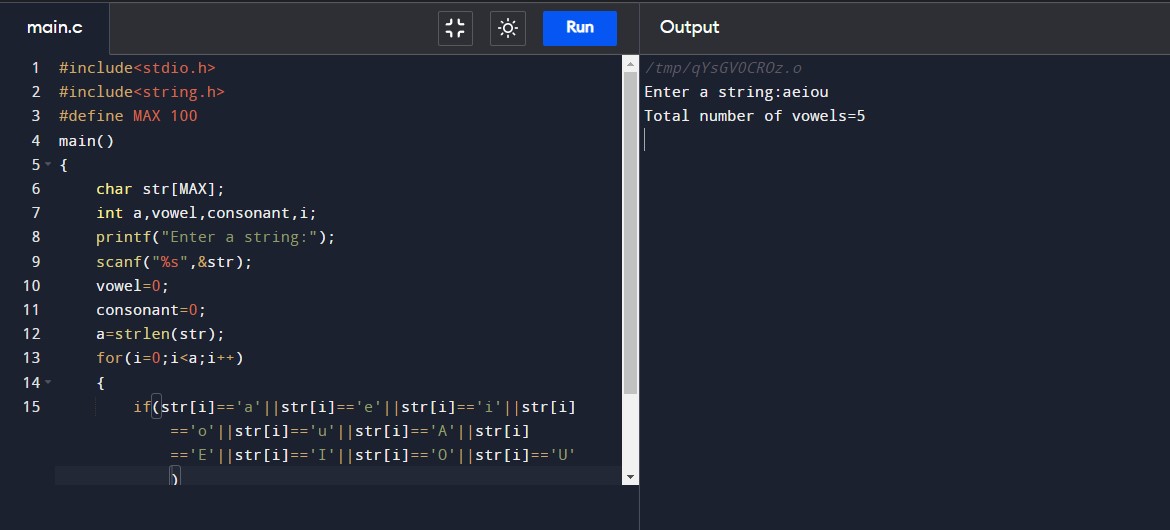 main.c
Run
Output
1 #include<stdio.h>
2 #include<string.h>
3 #define MAX 100
4 main()
5 {
6 char str[MAX];
7 int a,vowel,consonant,i;
8 printf("Enter a string:");
9 scanf("%s",&str);
10 vowel=0;
11 consonant=0;
12 a=strlen(str);
13 for(i=0;i<a;i++)
14 {
15 if(str[i]=='a'||str[i]=='e'||str[i]=='i'||str[i]
=='o'||str[i]=='u'||str[i]=='A'||str[i]
=='E'||str[i]=='I'||str[i]=='O'||str[i]=='U'
)
/tmp/qYsGVOCROz.o
Enter a string:aeiou
Total number of vowels=5